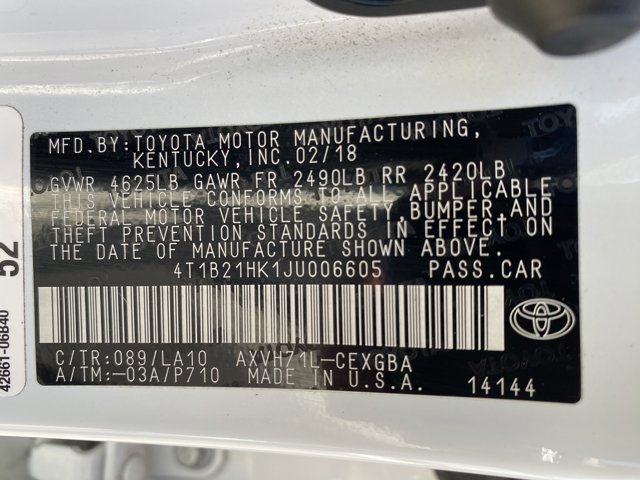 MFD.BY:TOYOTA MOTOR MANUFACTURING,
KENTUCKY,INC.02/18
GVWR 4625LB GAWR FR 2490LB RR 2420LB
THIS VEHICLE CONFORMS TO ALL APPLICABLE
FEDERAL MOTOR VEHICLE SAFETY,BUMPER,AND
THEFT PREVENTION STANDARDS IN EFFECT ON
THE DATE OF MANUFACTURE SHOWN ABOVE.
4T1B21HK1JU006605 PASS.CAR
C/TR:089/LA10 AXVH71L-CEXGBA
A/TM:-03A/P710 MADE IN U.S.A. 14144
52
42661-06B40